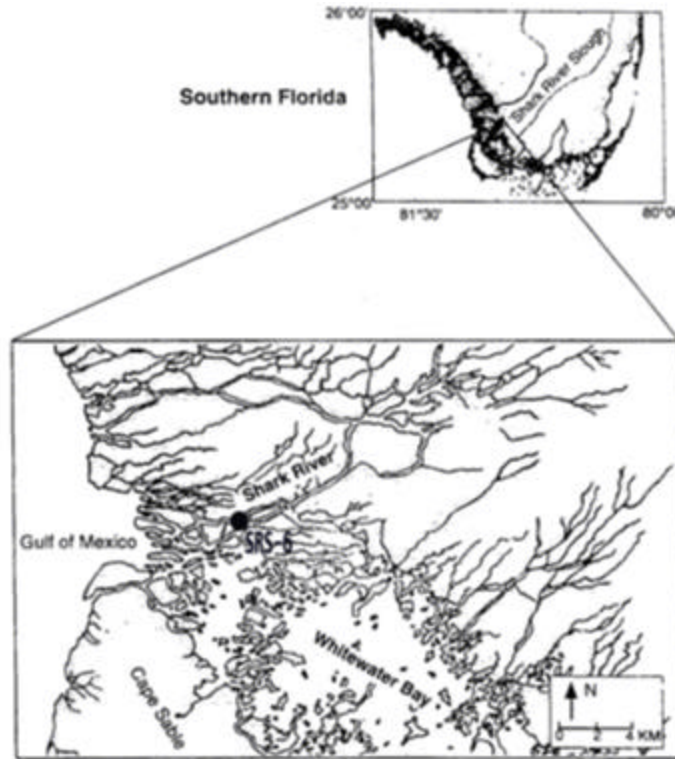 26°00'
Southern Florida
Shark River Slough
25°00'
81°30'
80°00
Shark River
Gulf of Mexico
SRS-6
Whitewater Bay
Cape Sable
N
0 2 4 KM